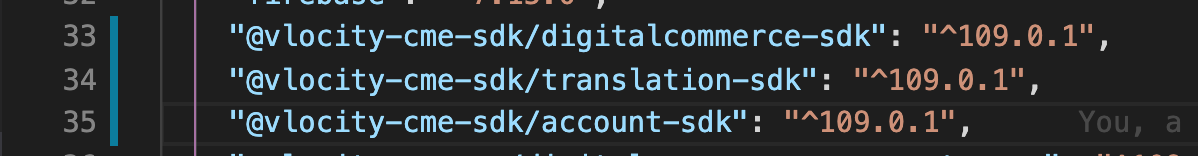 33 "@vlocity-cme-sdk/digitalcommerce-sdk": "^109.0.1",
34 "@vlocity-cme-sdk/translation-sdk": "^109.0.1",
35 "@vlocity-cme-sdk/account-sdk": "^109.0.1", You, a